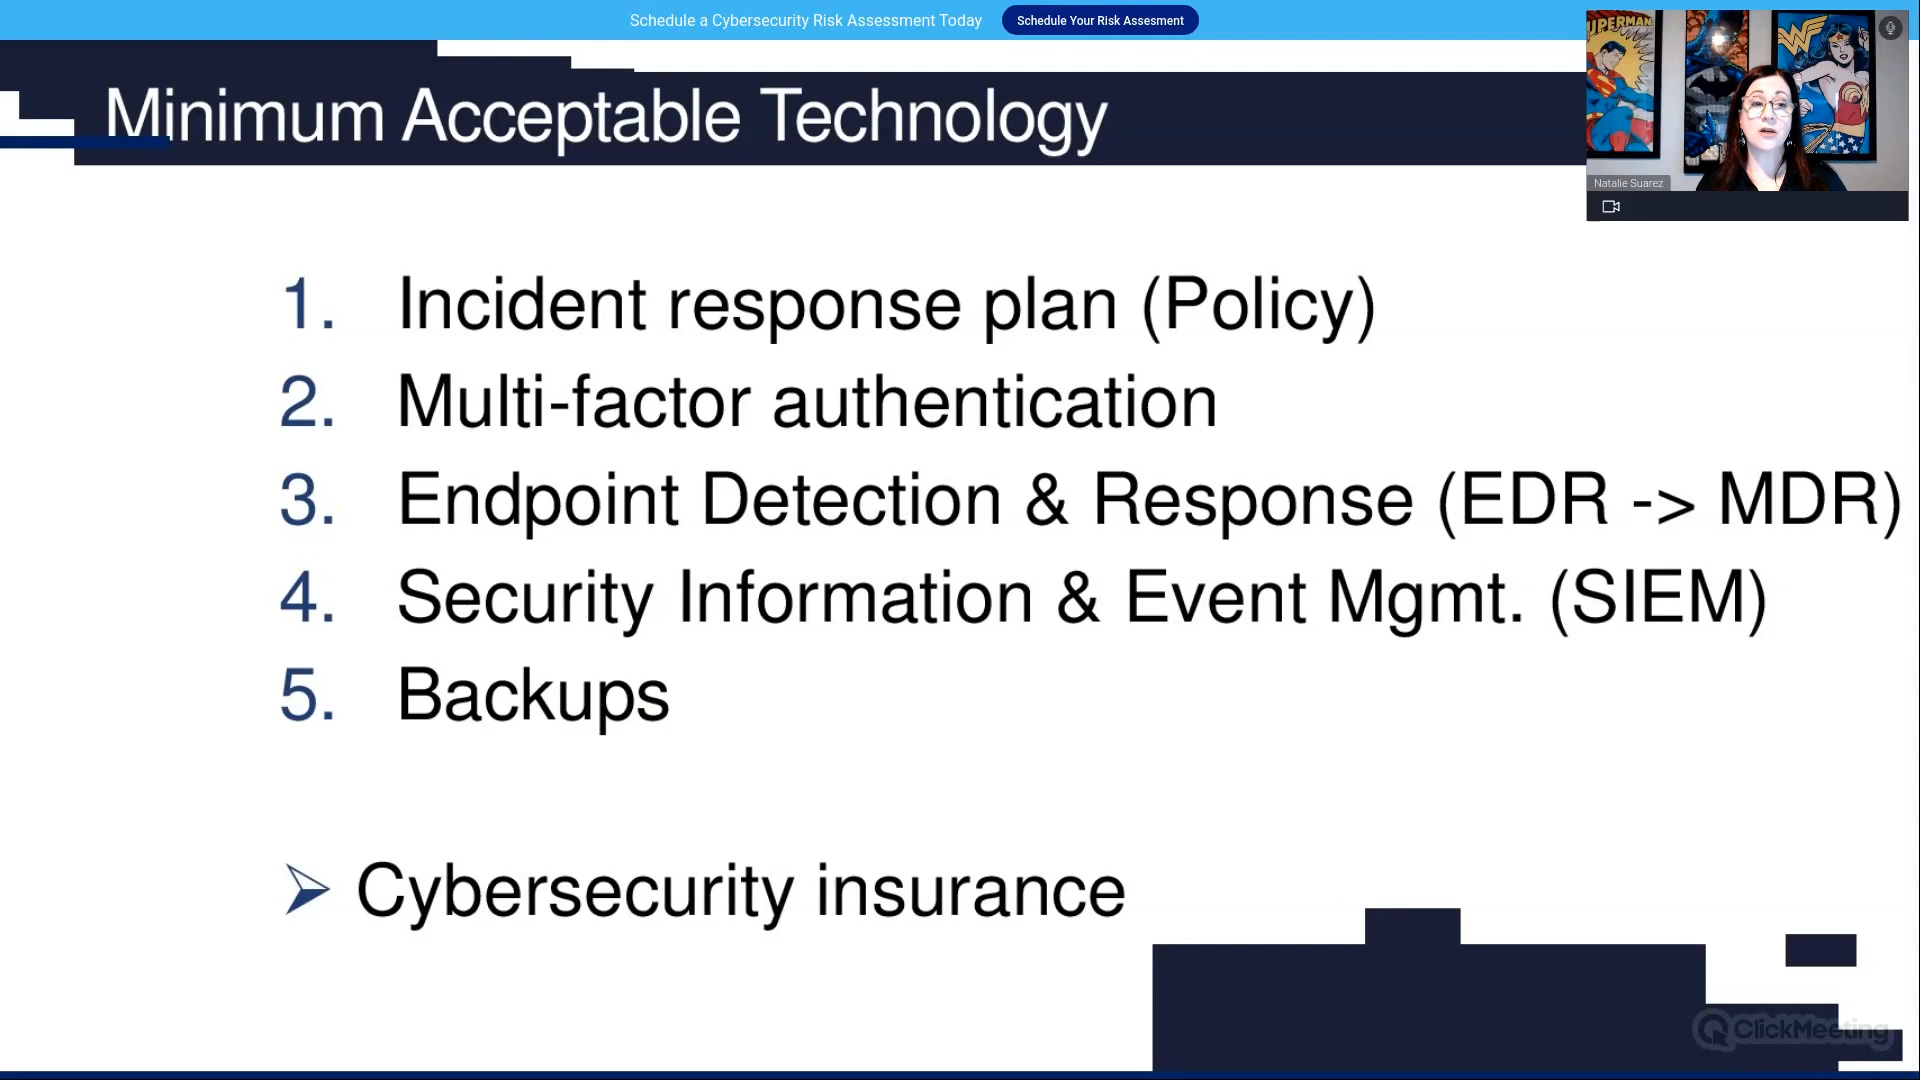 Schedule a Cybersecurity Risk Assessment Today
Schedule Your Risk Assesment
SUPERMAN
Natalie Suarez
Minimum Acceptable Technology
1. Incident response plan (Policy)
2. Multi-factor authentication
3. Endpoint Detection & Response (EDR -> MDR)
4. Security Information & Event Mgmt. (SIEM)
5. Backups
➢ Cybersecurity insurance
ClickMeeting